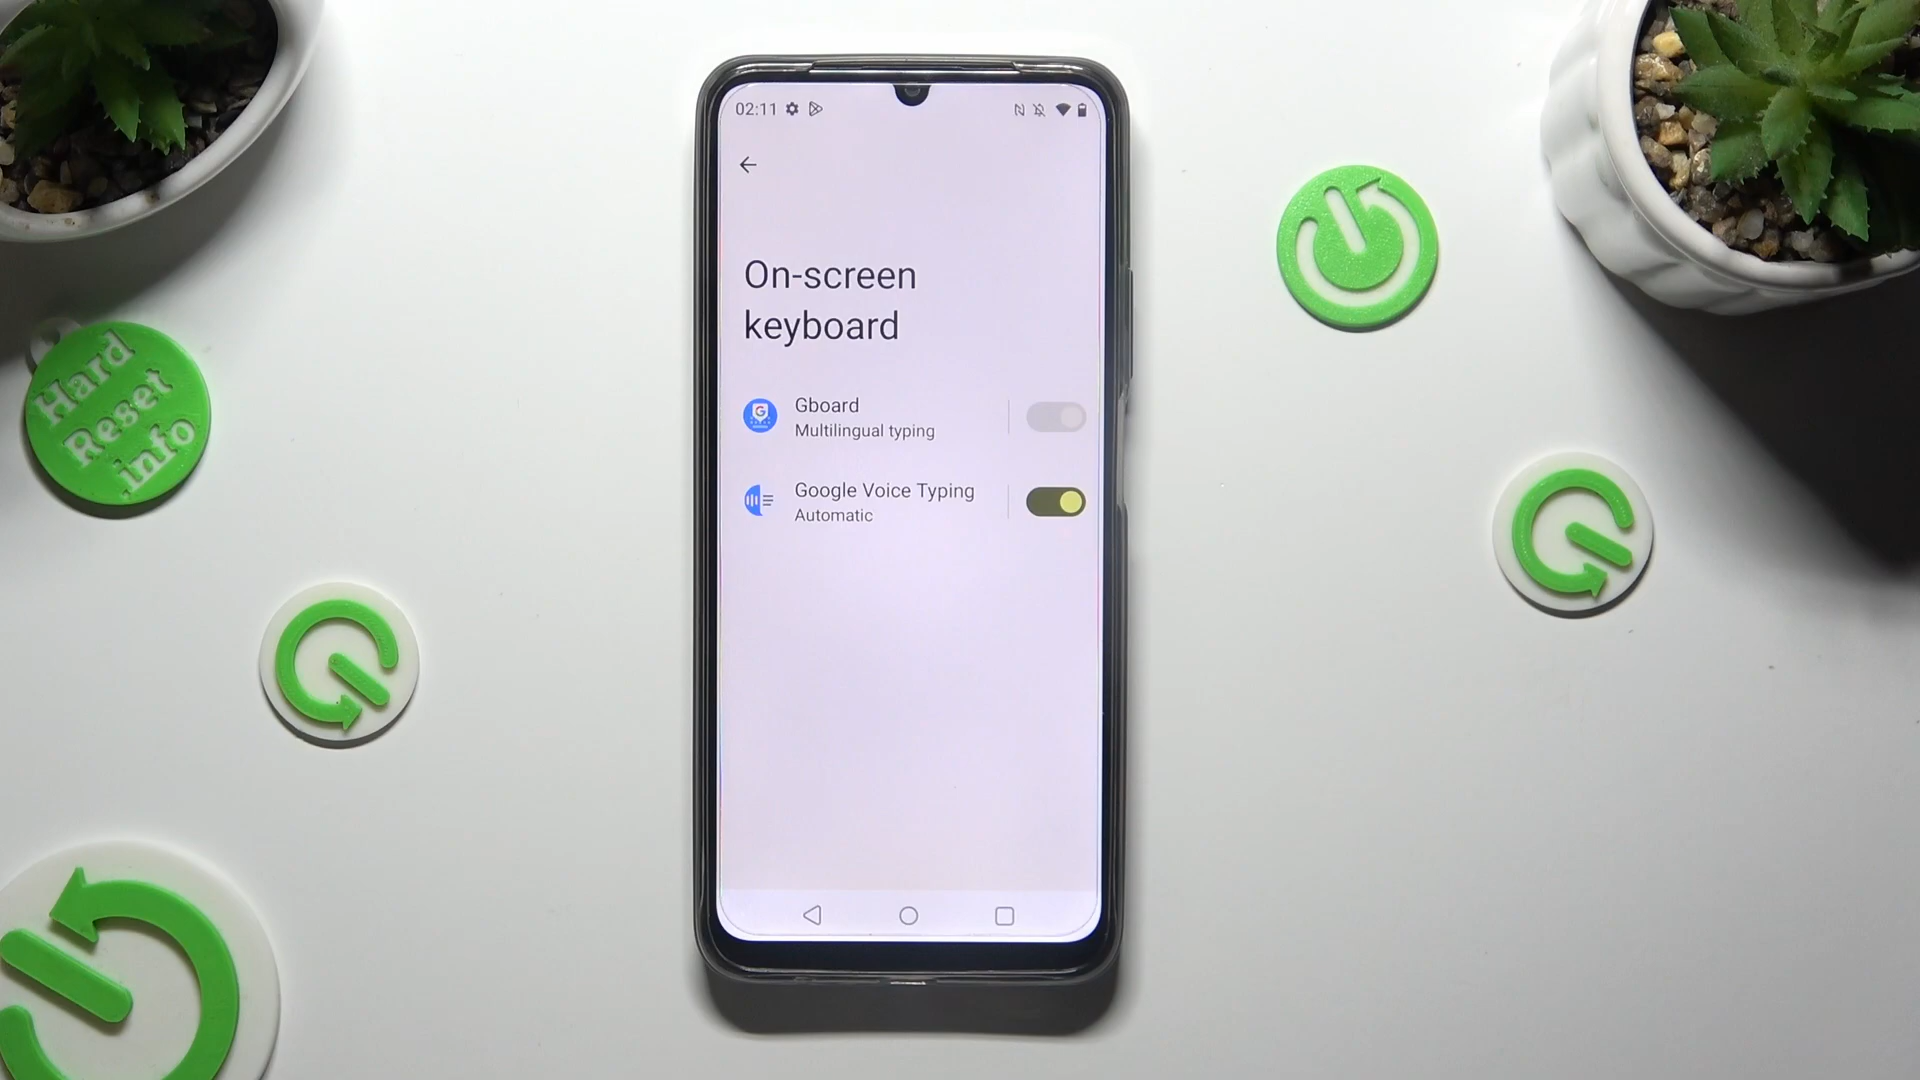 02:11
On-screen
keyboard
Gboard
Multilingual typing
Google Voice Typing
Automatic
Hard
Reset
.info